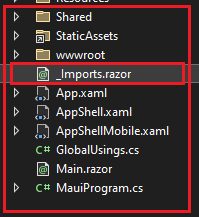 Resources
Shared
StaticAssets
wwwroot
_Imports.razor
App.xaml
AppShell.xaml
AppShellMobile.xaml
C# GlobalUsings.cs
Main.razor
C# MauiProgram.cs